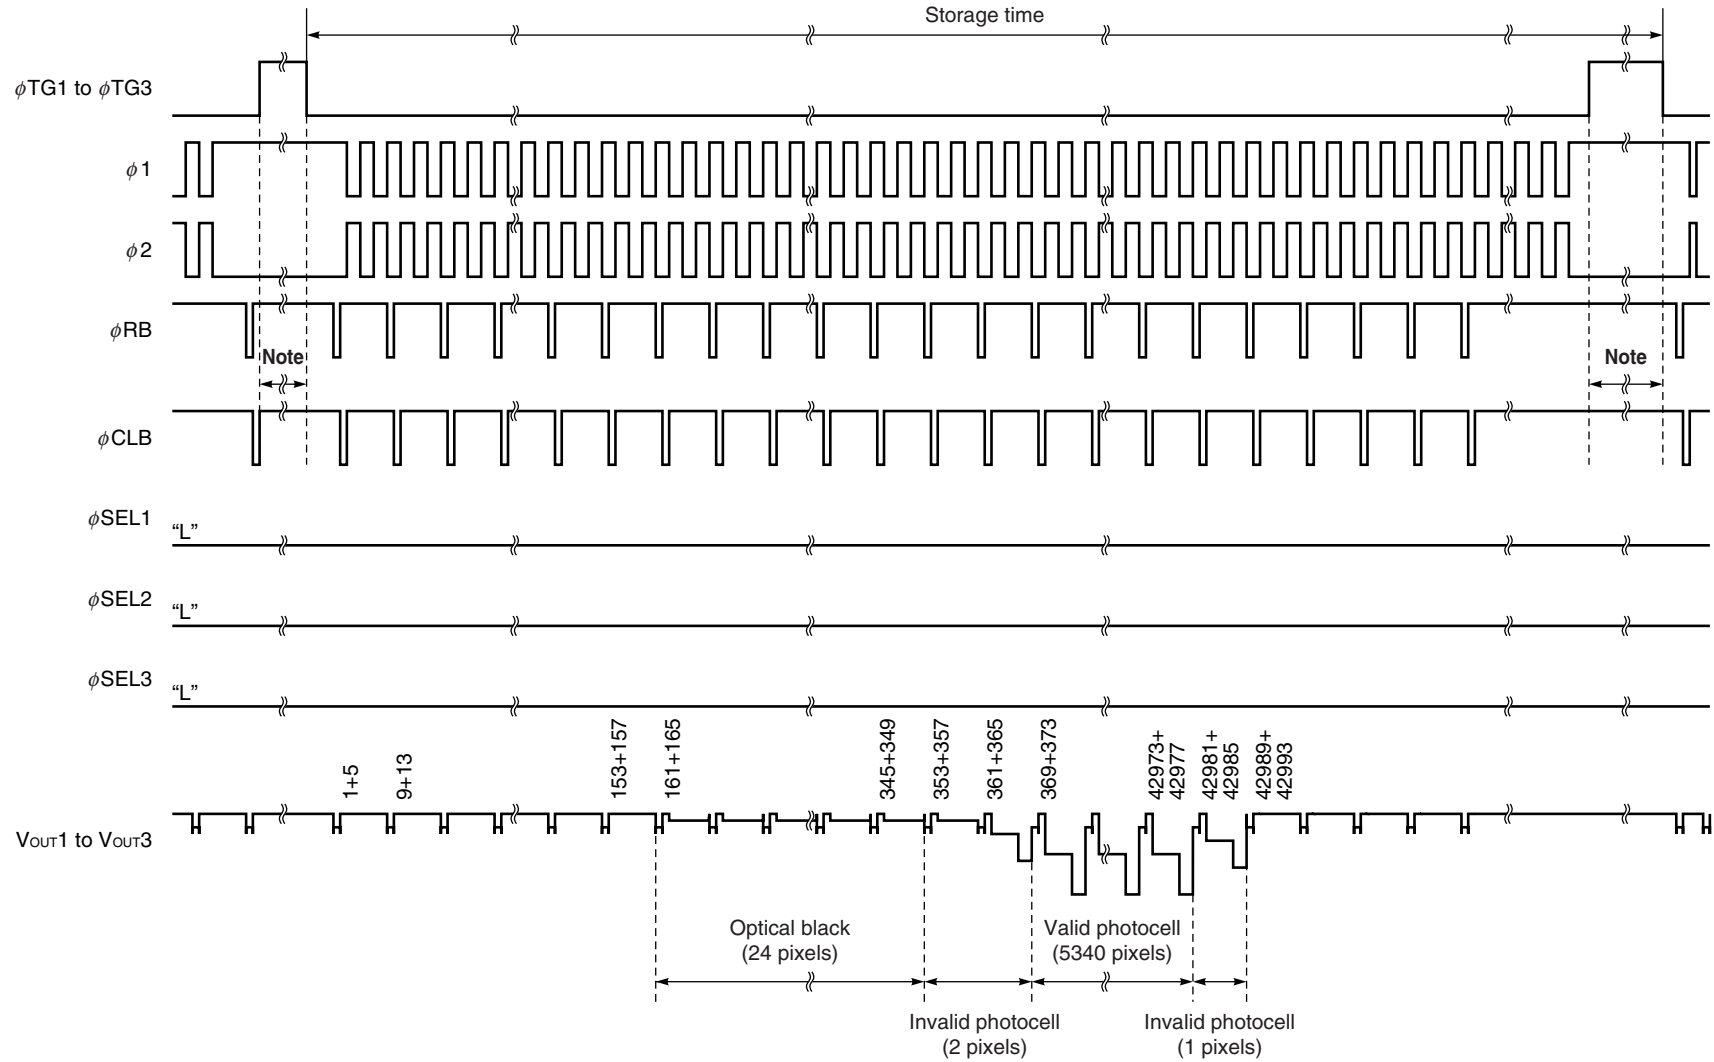 Storage time
φTG1 to φTG3
φ1
φ2
φRB
Note
Note
φCLB
φSEL1
“L”
φSEL2
“L”
φSEL3
“L”
1+5
9+13
153+157
161+165
345+349
353+357
361+365
369+373
42973+
42977
42981+
42985
42989+
42993
VOUT1 to VOUT3
Optical black
(24 pixels)
Valid photocell
(5340 pixels)
Invalid photocell
(2 pixels)
Invalid photocell
(1 pixels)